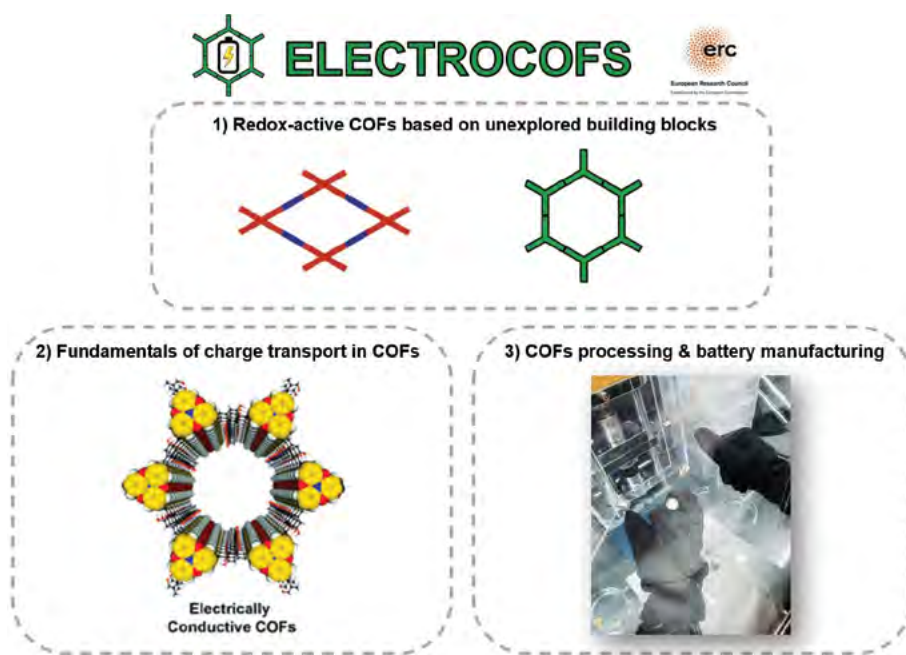 ELECTROCOFS
erc
European Research Council
1) Redox-active COFs based on unexplored building blocks
2) Fundamentals of charge transport in COFs
3) COFs processing & battery manufacturing
Electrically
Conductive COFs